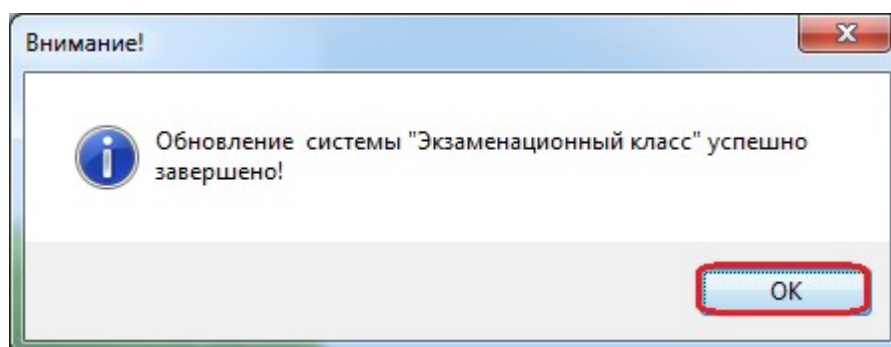 Внимание!
Обновление  системы "Экзаменационный класс" успешно
завершено!
OK